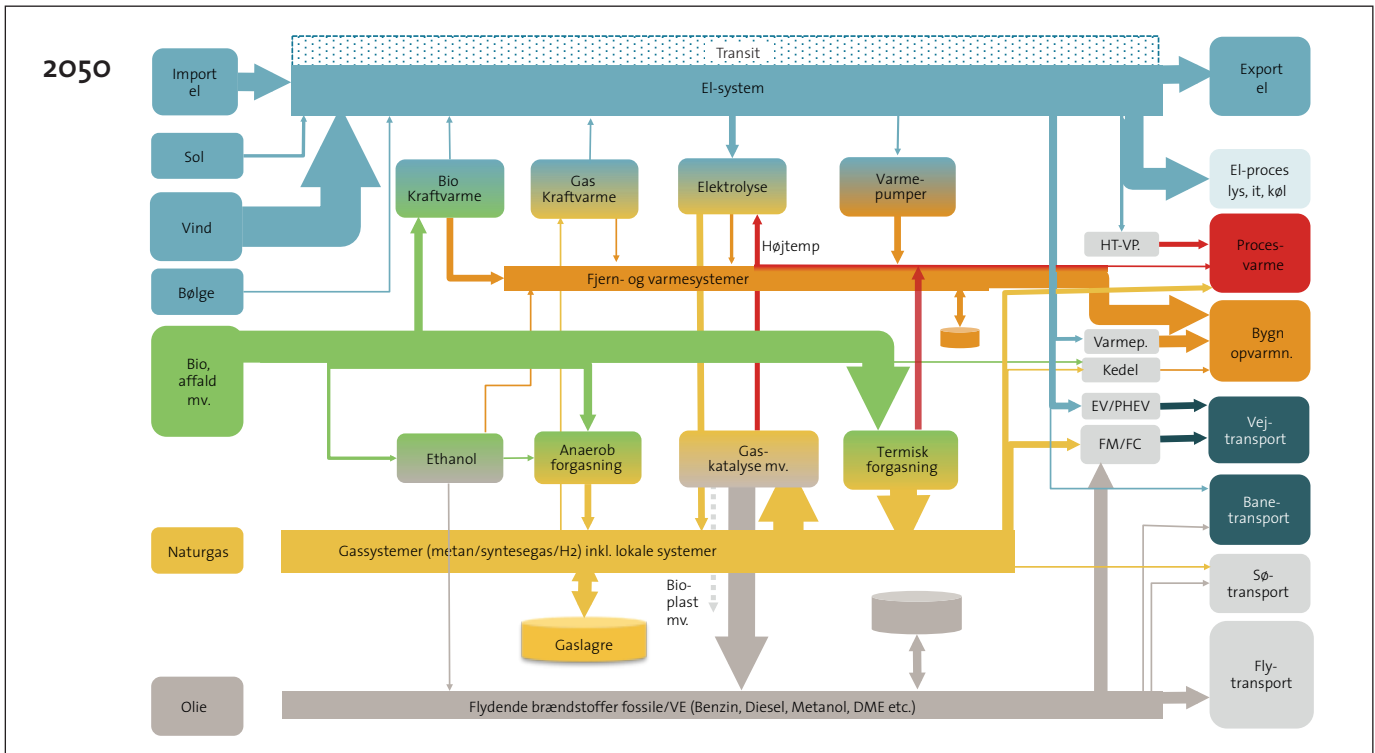 2050
Transit
Import
el
El-system
Export
el
Sol
Bio
Kraftvarme
Gas
Kraftvarme
Elektrolyse
Varme-
pumper
El-proces
lys, it, køl
Vind
Højtemp
HT-VP.
Proces-
varme
Bølge
Fjern- og varmesystemer
Bio,
affald
mv.
Varmep.
Kedel
Bygn
opvarmn.
EV/PHEV
FM/FC
Vej-
transport
Ethanol
Anaerob
forgasning
Gas-
katalyse mv.
Termisk
forgasning
Bane-
transport
Naturgas
Gassystemer (metan/syntesegas/H2) inkl. lokale systemer
Bio-
plast
mv.
Sø-
transport
Gaslagre
Fly-
transport
Olie
Flydende brændstoffer fossile/VE (Benzin, Diesel, Metanol, DME etc.)